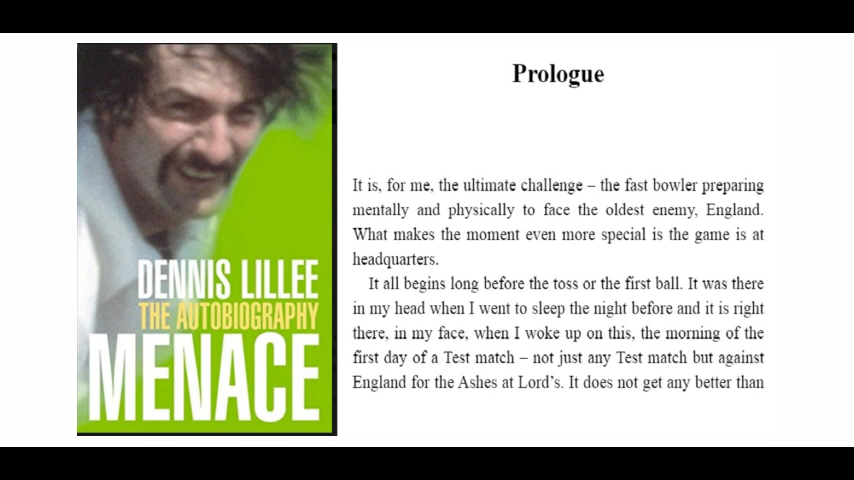 DENNIS LILLEE
THE AUTOBIOGRAPHY
MENACE
Prologue
It is, for me, the ultimate challenge – the fast bowler preparing
mentally and physically to face the oldest enemy, England.
What makes the moment even more special is the game is at
headquarters.
It all begins long before the toss or the first ball. It was there
in my head when I went to sleep the night before and it is right
there, in my face, when I woke up on this, the morning of the
first day of a Test match – not just any Test match but against
England for the Ashes at Lord’s. It does not get any better than